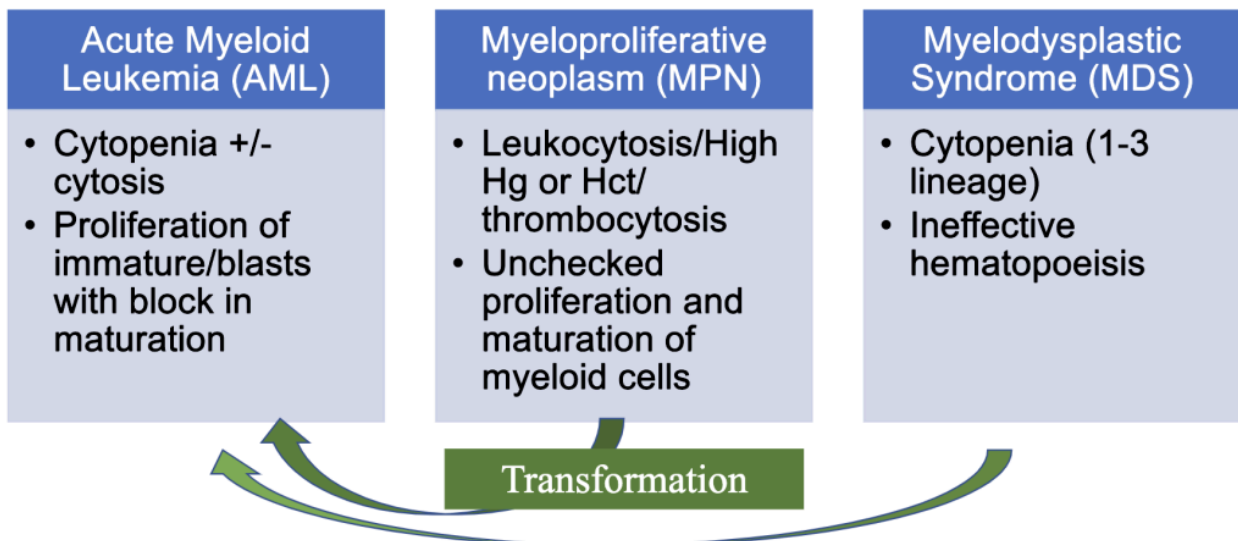 Acute Myeloid
Leukemia (AML)
• Cytopenia +/-
cytosis
• Proliferation of
immature/blasts
with block in
maturation
Myeloproliferative
neoplasm (MPN)
• Leukocytosis/High
Hg or Hct/
thrombocytosis
• Unchecked
proliferation and
maturation of
myeloid cells
Myelodysplastic
Syndrome (MDS)
• Cytopenia (1-3
lineage)
• Ineffective
hematopoeisis
Transformation